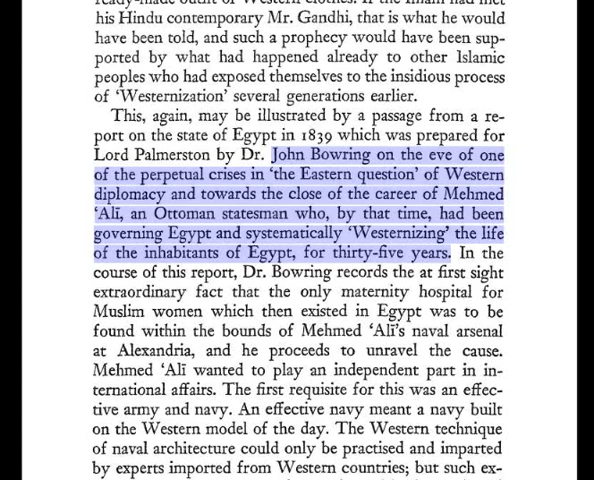 ready-made outfit of Western clothes. If the Imam had met
his Hindu contemporary Mr. Gandhi, that is what he would
have been told, and such a prophecy would have been sup-
ported by what had happened already to other Islamic
peoples who had exposed themselves to the insidious process
of ‘Westernization’ several generations earlier.
This, again, may be illustrated by a passage from a re-
port on the state of Egypt in 1839 which was prepared for
Lord Palmerston by Dr. John Bowring on the eve of one
of the perpetual crises in ‘the Eastern question’ of Western
diplomacy and towards the close of the career of Mehmed
‘Alī, an Ottoman statesman who, by that time, had been
governing Egypt and systematically ‘Westernizing’ the life
of the inhabitants of Egypt, for thirty-five years. In the
course of this report, Dr. Bowring records the at first sight
extraordinary fact that the only maternity hospital for
Muslim women which then existed in Egypt was to be
found within the bounds of Mehmed ‘Alī's naval arsenal
at Alexandria, and he proceeds to unravel the cause.
Mehmed ‘Alī wanted to play an independent part in in-
ternational affairs. The first requisite for this was an effec-
tive army and navy. An effective navy meant a navy built
on the Western model of the day. The Western technique
of naval architecture could only be practised and imparted
by experts imported from Western countries; but such ex-